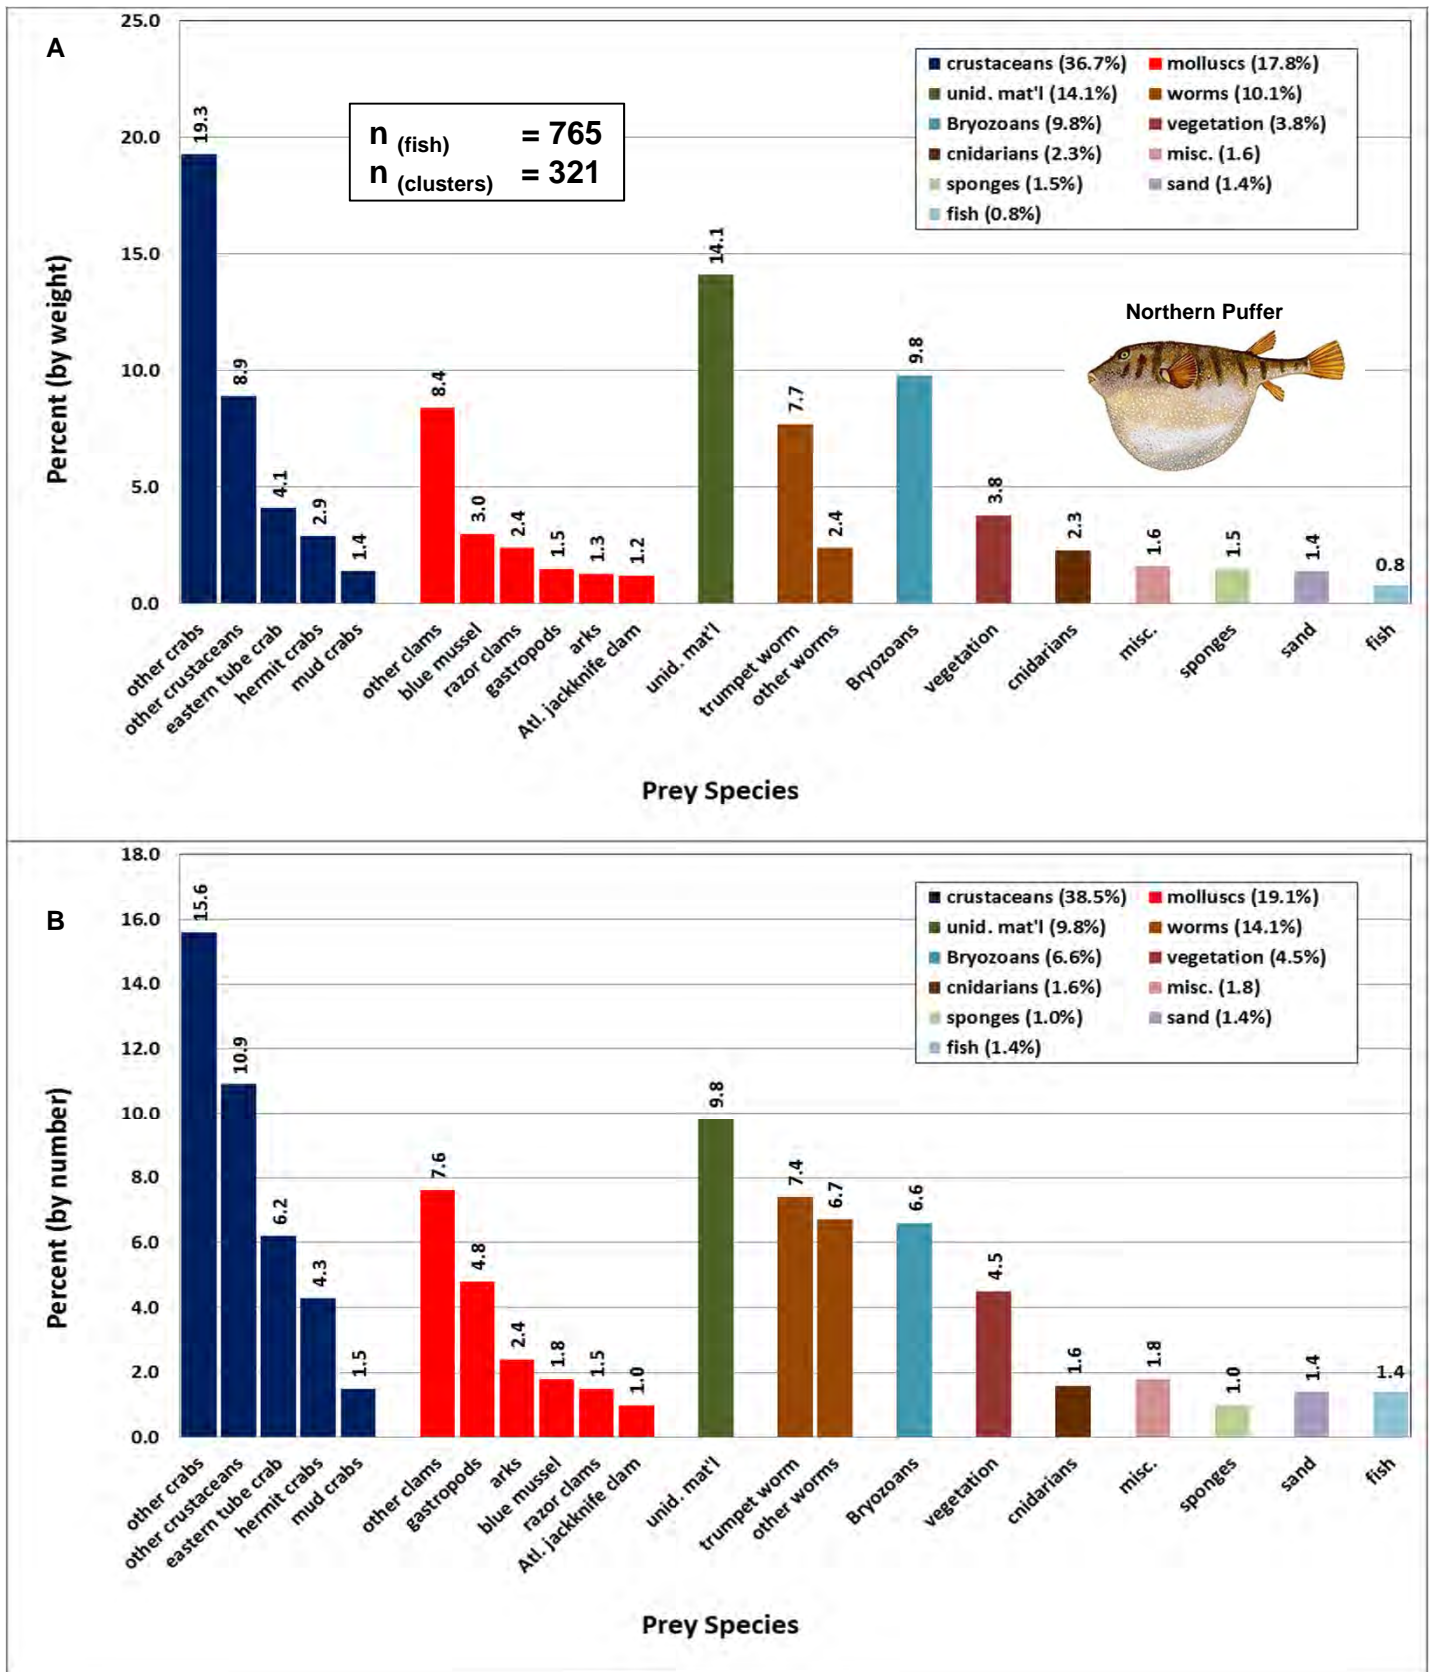 A
25.0
20.0
15.0
10.0
5.0
0.0
Percent (by weight)
n (fish) = 765
n (clusters) = 321
crustaceans (36.7%) molluscs (17.8%)
unid. mat'l (14.1%) worms (10.1%)
Bryozoans (9.8%) vegetation (3.8%)
cnidarians (2.3%) misc. (1.6)
sponges (1.5%) sand (1.4%)
fish (0.8%)
Northern Puffer
19.3 8.9 4.1 2.9 1.4 8.4 3.0 2.4 1.5 1.3 1.2 14.1 7.7 2.4 9.8 3.8 2.3 1.6 1.5 1.4 0.8
other crabs
other crustaceans
eastern tube crab
hermit crabs
mud crabs
other clams
blue mussel
razor clams
gastropods
arks
Atl. jackknife clam
unid. mat'l
trumpet worm
other worms
Bryozoans
vegetation
cnidarians
misc.
sponges
sand
fish
Prey Species
B
18.0
16.0
14.0
12.0
10.0
8.0
6.0
4.0
2.0
0.0
Percent (by number)
crustaceans (38.5%) molluscs (19.1%)
unid. mat'l (9.8%) worms (14.1%)
Bryozoans (6.6%) vegetation (4.5%)
cnidarians (1.6%) misc. (1.8)
sponges (1.0%) sand (1.4%)
fish (1.4%)
15.6 10.9 6.2 4.3 1.5 7.6 4.8 2.4 1.8 1.5 1.0 9.8 7.4 6.7 6.6 4.5 1.6 1.8 1.0 1.4 1.4
other crabs
other crustaceans
eastern tube crab
hermit crabs
mud crabs
other clams
gastropods
arks
blue mussel
razor clams
Atl. jackknife clam
unid. mat'l
trumpet worm
other worms
Bryozoans
vegetation
cnidarians
misc.
sponges
sand
fish
Prey Species